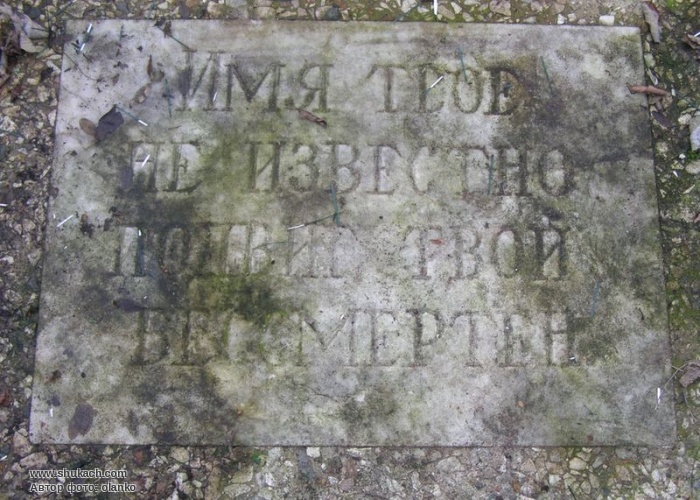 ИМЯ ТВОЕ
НЕ ИЗВЕСТНО
ПОДВИГ ТВОЙ
БЕССМЕРТЕН
www.shukach.com
Автор фото: olanko